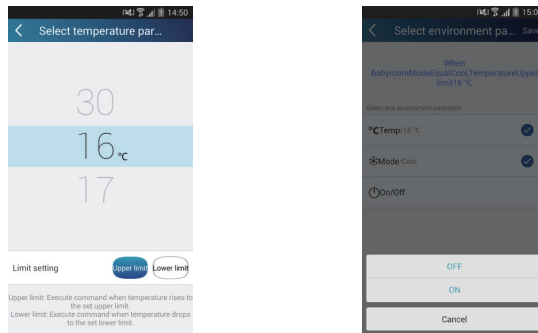 14:50
Select temperature par...
30
16 °C
17
Limit setting
Upper limit
Lower limit
Upper limit: Execute command when temperature rises to
the set upper limit.
Lower limit: Execute command when temperature drops
to the set lower limit.
15:0
Select environment pa... Save
When
babyroomModeEqualCool,TemperatureUpper
limit16 °C
Select one environment parameter
°CTemp/16 °C
Mode/Cool
On/Off
OFF
ON
Cancel